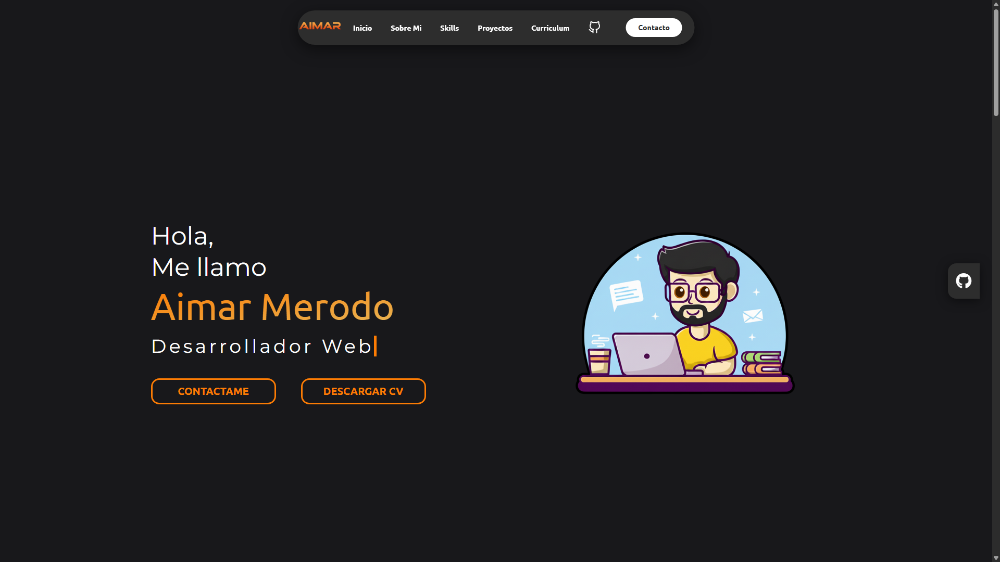 AIMAR Inicio Sobre Mi Skills Proyectos Curriculum Contacto
Hola,
Me llamo
Aimar Merodo
Desarrollador Web
CONTACTAME DESCARGAR CV